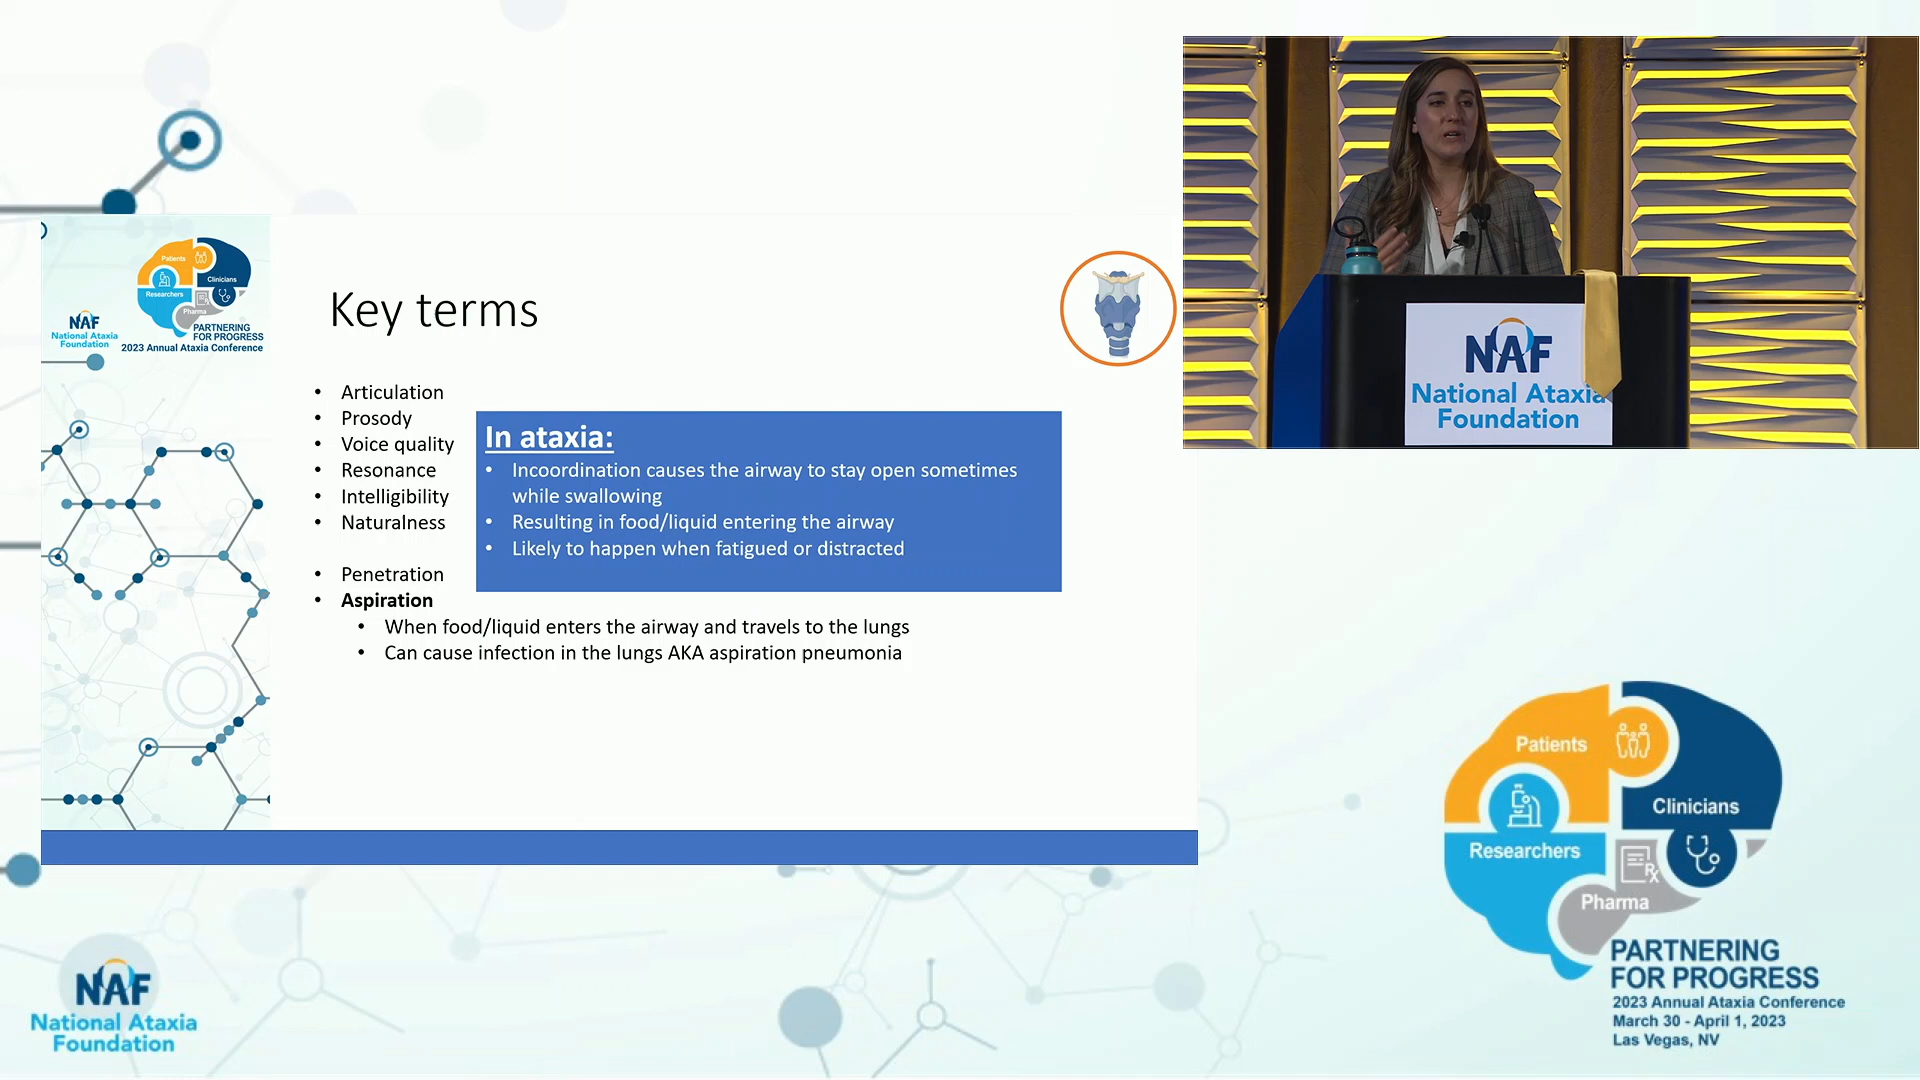 Patients
Clinicians
Researchers
Pharma
NAF
National Ataxia
Foundation
PARTNERING
FOR PROGRESS
2023 Annual Ataxia Conference
Key terms
• Articulation
• Prosody
• Voice quality
• Resonance
• Intelligibility
• Naturalness
• Penetration
• Aspiration
• When food/liquid enters the airway and travels to the lungs
• Can cause infection in the lungs AKA aspiration pneumonia
In ataxia:
• Incoordination causes the airway to stay open sometimes
while swallowing
• Resulting in food/liquid entering the airway
• Likely to happen when fatigued or distracted
NAF
National Ataxia
Foundation
Patients
Clinicians
Researchers
Rx
Pharma
PARTNERING
FOR PROGRESS
2023 Annual Ataxia Conference
March 30 - April 1, 2023
Las Vegas, NV
NAF
National Ataxia
Foundation